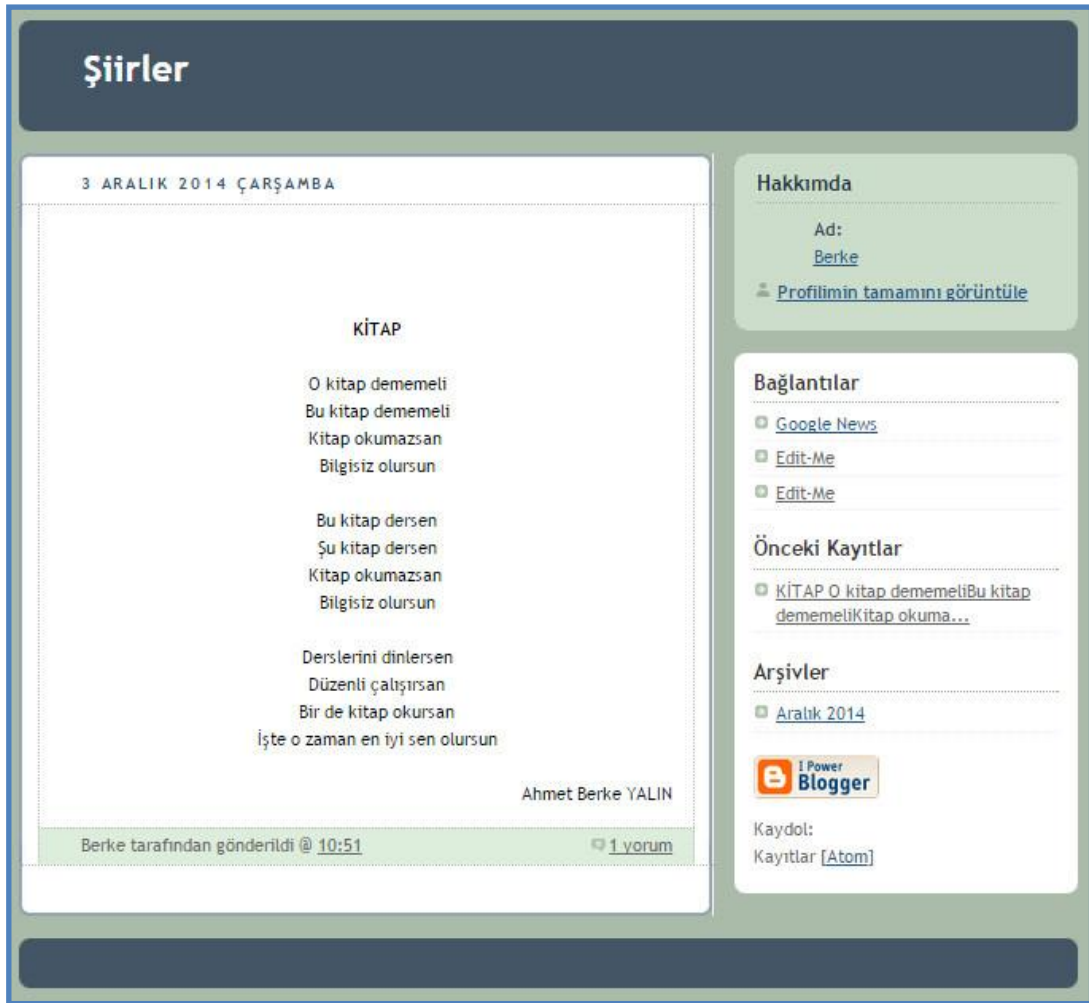 Şiirler
3 ARALIK 2014 ÇARŞAMBA
KİTAP
O kitap dememeli
Bu kitap dememeli
Kitap okumazsan
Bilgisiz olursun
Bu kitap dersen
Şu kitap dersen
Kitap okumazsan
Bilgisiz olursun
Derslerini dinlersen
Düzenli çalışırsan
Bir de kitap okursan
İşte o zaman en iyi sen olursun
Ahmet Berke YALIN
Berke tarafından gönderildi @ 10:51
1 yorum
Hakkımda
Ad:
Berke
Profilimin tamamını görüntüle
Bağlantılar
Google News
Edit-Me
Edit-Me
Önceki Kayıtlar
KİTAP O kitap dememeliBu kitap
dememeliKitap okuma...
Arşivler
Aralık 2014
I Power
Blogger
Kaydol:
Kayıtlar [Atom]